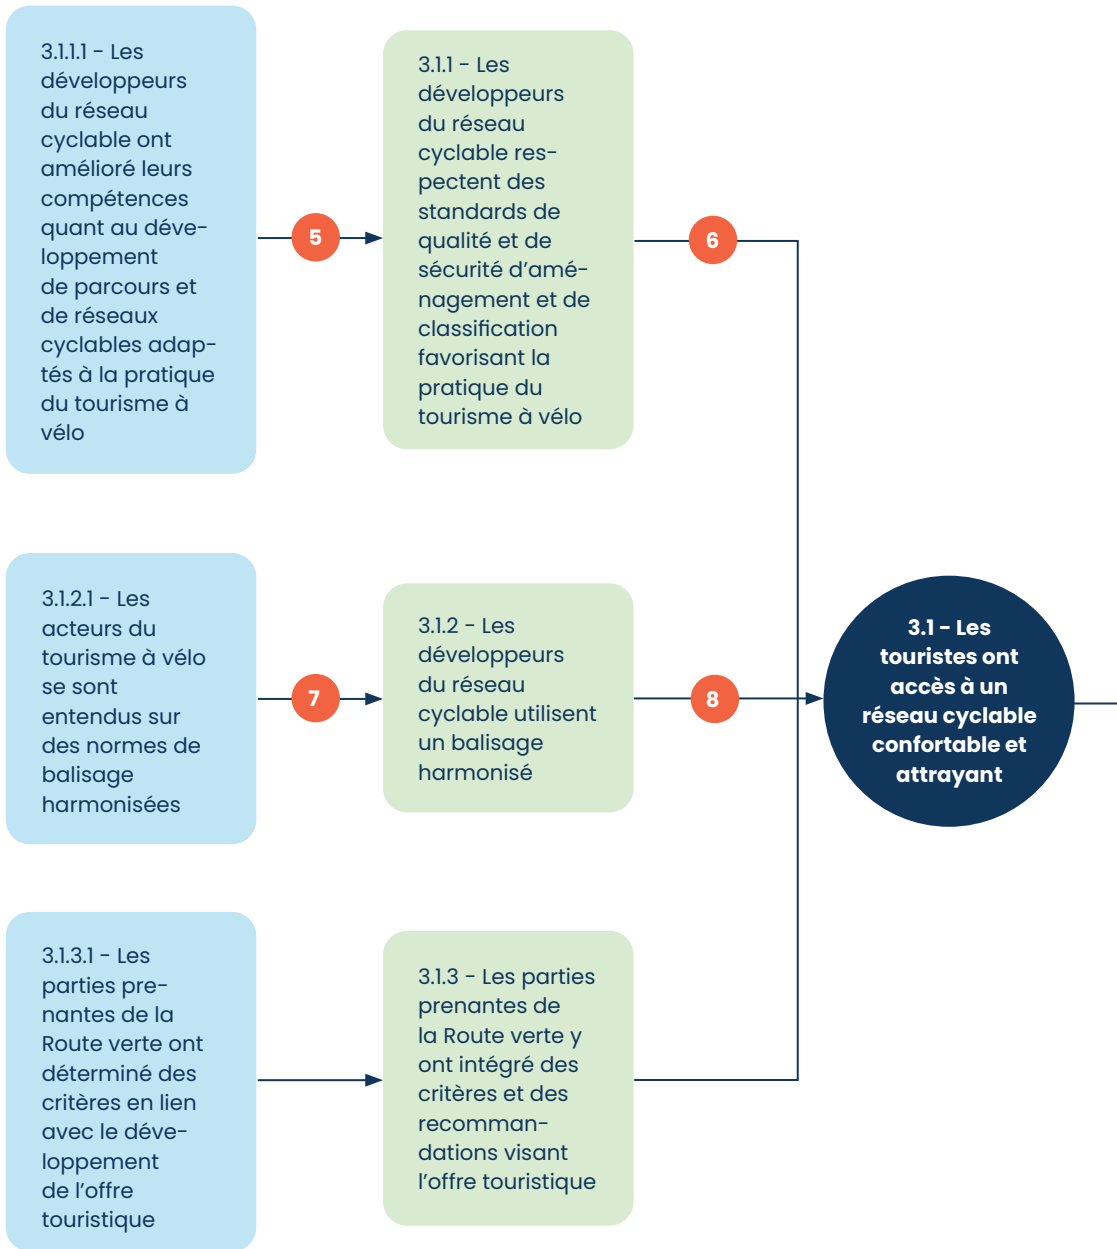 3.1.1.1 - Les
développeurs
du réseau
cyclable ont
amélioré leurs
compétences
quant au déve-
loppement
de parcours et
de réseaux
cyclables adap-
tés à la pratique
du tourisme à
vélo
5
3.1.1 - Les
développeurs
du réseau
cyclable res-
pectent des
standards de
qualité et de
sécurité d’amé-
nagement et de
classification
favorisant la
pratique du
tourisme à vélo
6
3.1.2.1 - Les
acteurs du
tourisme à vélo
se sont
entendus sur
des normes de
balisage
harmonisées
7
3.1.2 - Les
développeurs
du réseau
cyclable utilisent
un balisage
harmonisé
8
3.1 - Les
touristes ont
accès à un
réseau cyclable
confortable et
attrayant
3.1.3.1 - Les
parties pre-
nantes de la
Route verte ont
déterminé des
critères en lien
avec le déve-
loppement
de l’offre
touristique
3.1.3 - Les parties
prenantes de
la Route verte y
ont intégré des
critères et des
recomman-
dations visant
l’offre touristique